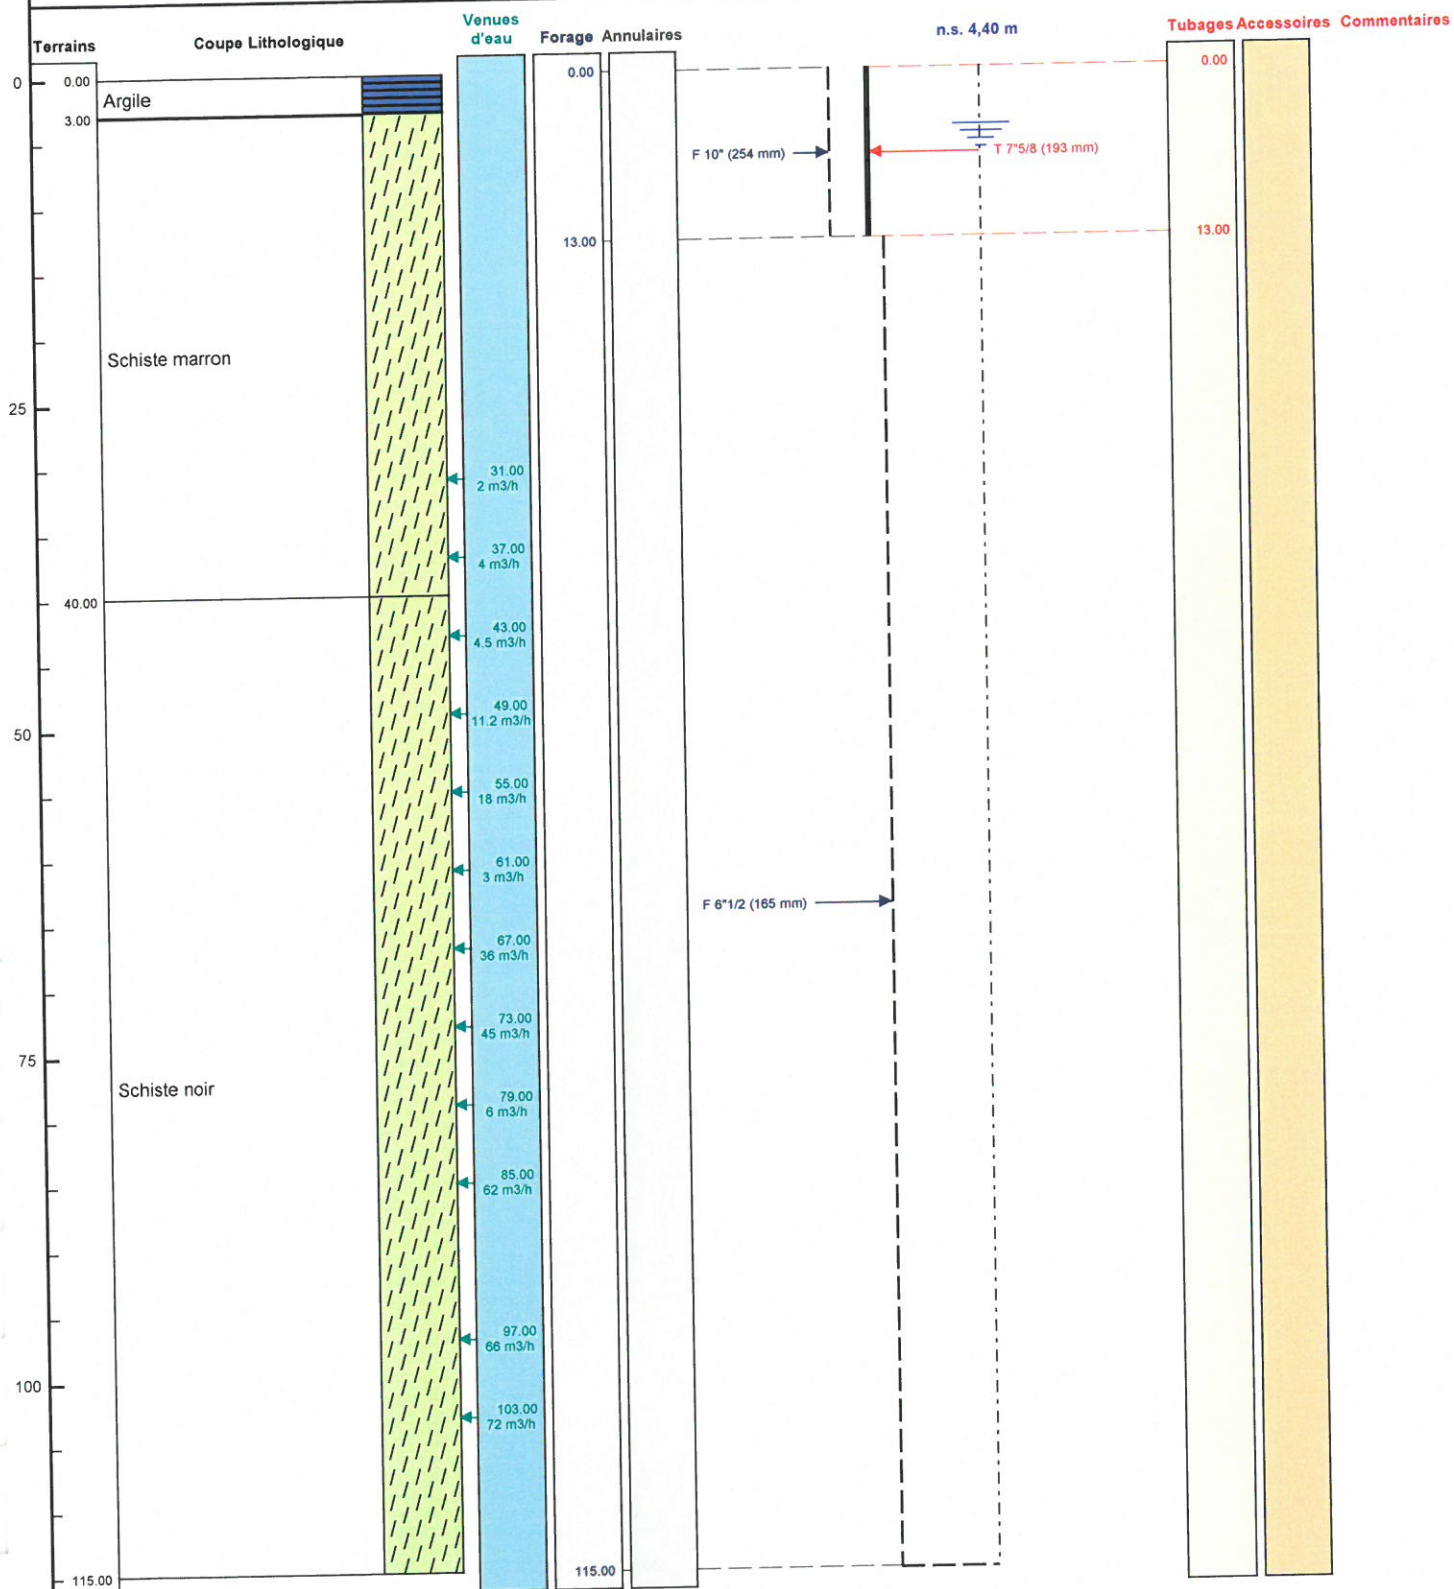 Terrains
Coupe Lithologique
Venues
d'eau
Forage
Annulaires
n.s. 4,40 m
Tubages
Accessoires
Commentaires
0
0.00
Argile
3.00
0.00
0.00
F 10" (254 mm)
T 7"5/8 (193 mm)
13.00
13.00
Schiste marron
25
31.00
2 m3/h
37.00
4 m3/h
40.00
43.00
4.5 m3/h
49.00
11.2 m3/h
50
55.00
18 m3/h
61.00
3 m3/h
F 6"1/2 (165 mm)
67.00
36 m3/h
73.00
45 m3/h
75
Schiste noir
79.00
6 m3/h
85.00
62 m3/h
97.00
66 m3/h
100
103.00
72 m3/h
115.00
115.00